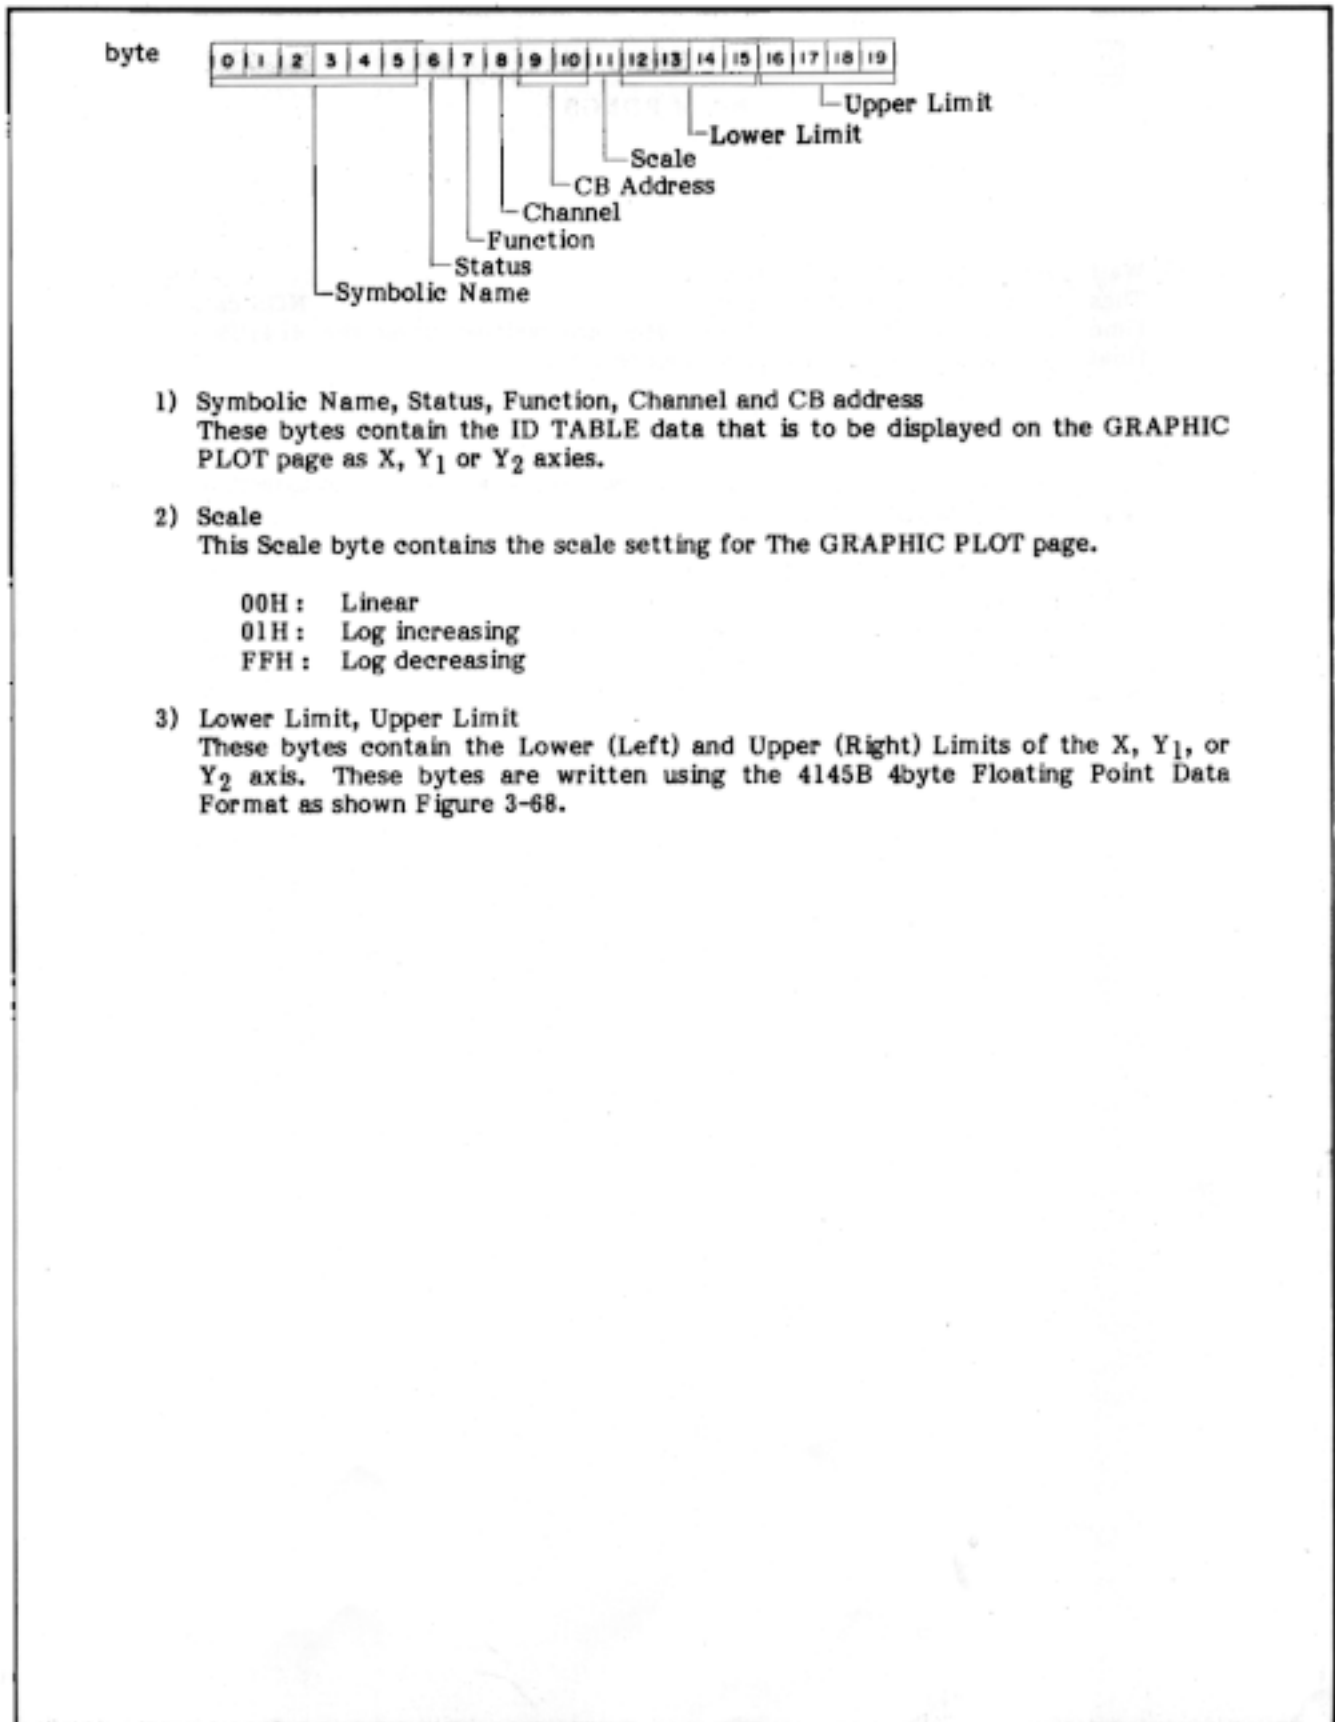 byte 0 1 2 3 4 5 6 7 8 9 10 11 12 13 14 15 16 17 18 19
Upper Limit
Lower Limit
Scale
CB Address
Channel
Function
Status
Symbolic Name
1) Symbolic Name, Status, Function, Channel and CB address
These bytes contain the ID TABLE data that is to be displayed on the GRAPHIC
PLOT page as X, Y1 or Y2 axies.
2) Scale
This Scale byte contains the scale setting for The GRAPHIC PLOT page.
00H : Linear
01H : Log increasing
FFH : Log decreasing
3) Lower Limit, Upper Limit
These bytes contain the Lower (Left) and Upper (Right) Limits of the X, Y1, or
Y2 axis. These bytes are written using the 4145B 4byte Floating Point Data
Format as shown Figure 3-68.